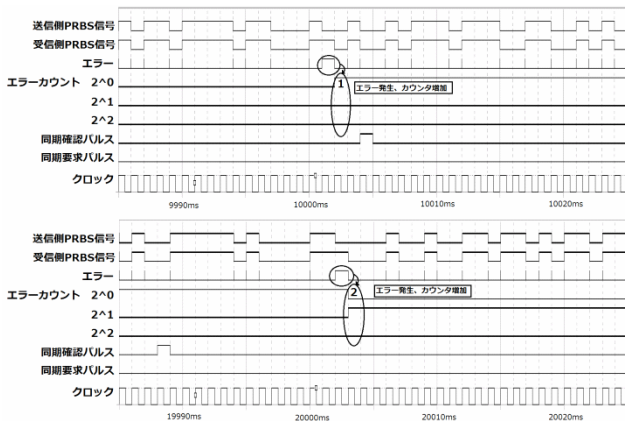 送信側PRBS信号
受信側PRBS信号
エラー
エラーカウント 2^0
1
エラー発生、カウンタ増加
2^1
2^2
同期確認パルス
同期要求パルス
クロック
9990ms 10000ms 10010ms 10020ms
送信側PRBS信号
受信側PRBS信号
エラー
エラーカウント 2^0
2
エラー発生、カウンタ増加
2^1
2^2
同期確認パルス
同期要求パルス
クロック
19990ms 20000ms 20010ms 20020ms